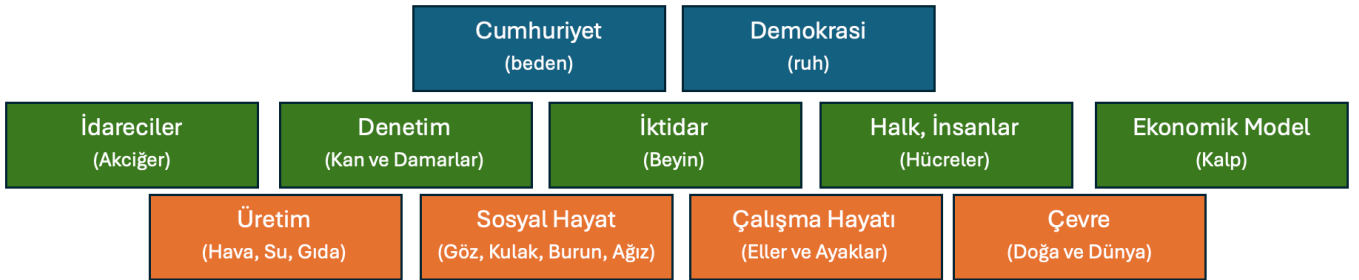 Cumhuriyet
(beden)
Demokrasi
(ruh)
İdareciler
(Akciğer)
Denetim
(Kan ve Damarlar)
İktidar
(Beyin)
Halk, İnsanlar
(Hücreler)
Ekonomik Model
(Kalp)
Üretim
(Hava, Su, Gıda)
Sosyal Hayat
(Göz, Kulak, Burun, Ağız)
Çalışma Hayatı
(Eller ve Ayaklar)
Çevre
(Doğa ve Dünya)